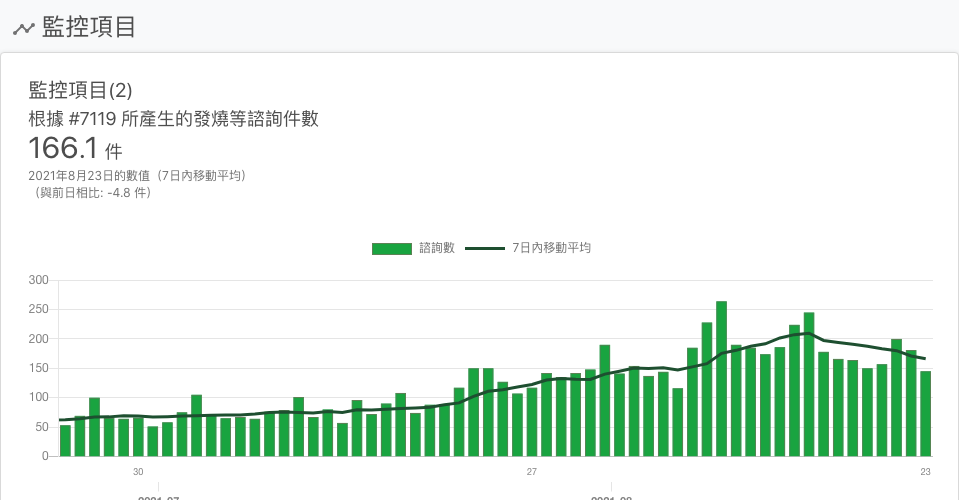 監控項目
監控項目(2)
根據 #7119 所產生的發燒等諮詢件數
166.1 件
2021年8月23日的數值（7日內移動平均）
（與前日相比: -4.8 件）
諮詢數 7日內移動平均
300
250
200
150
100
50
0
30 27 23